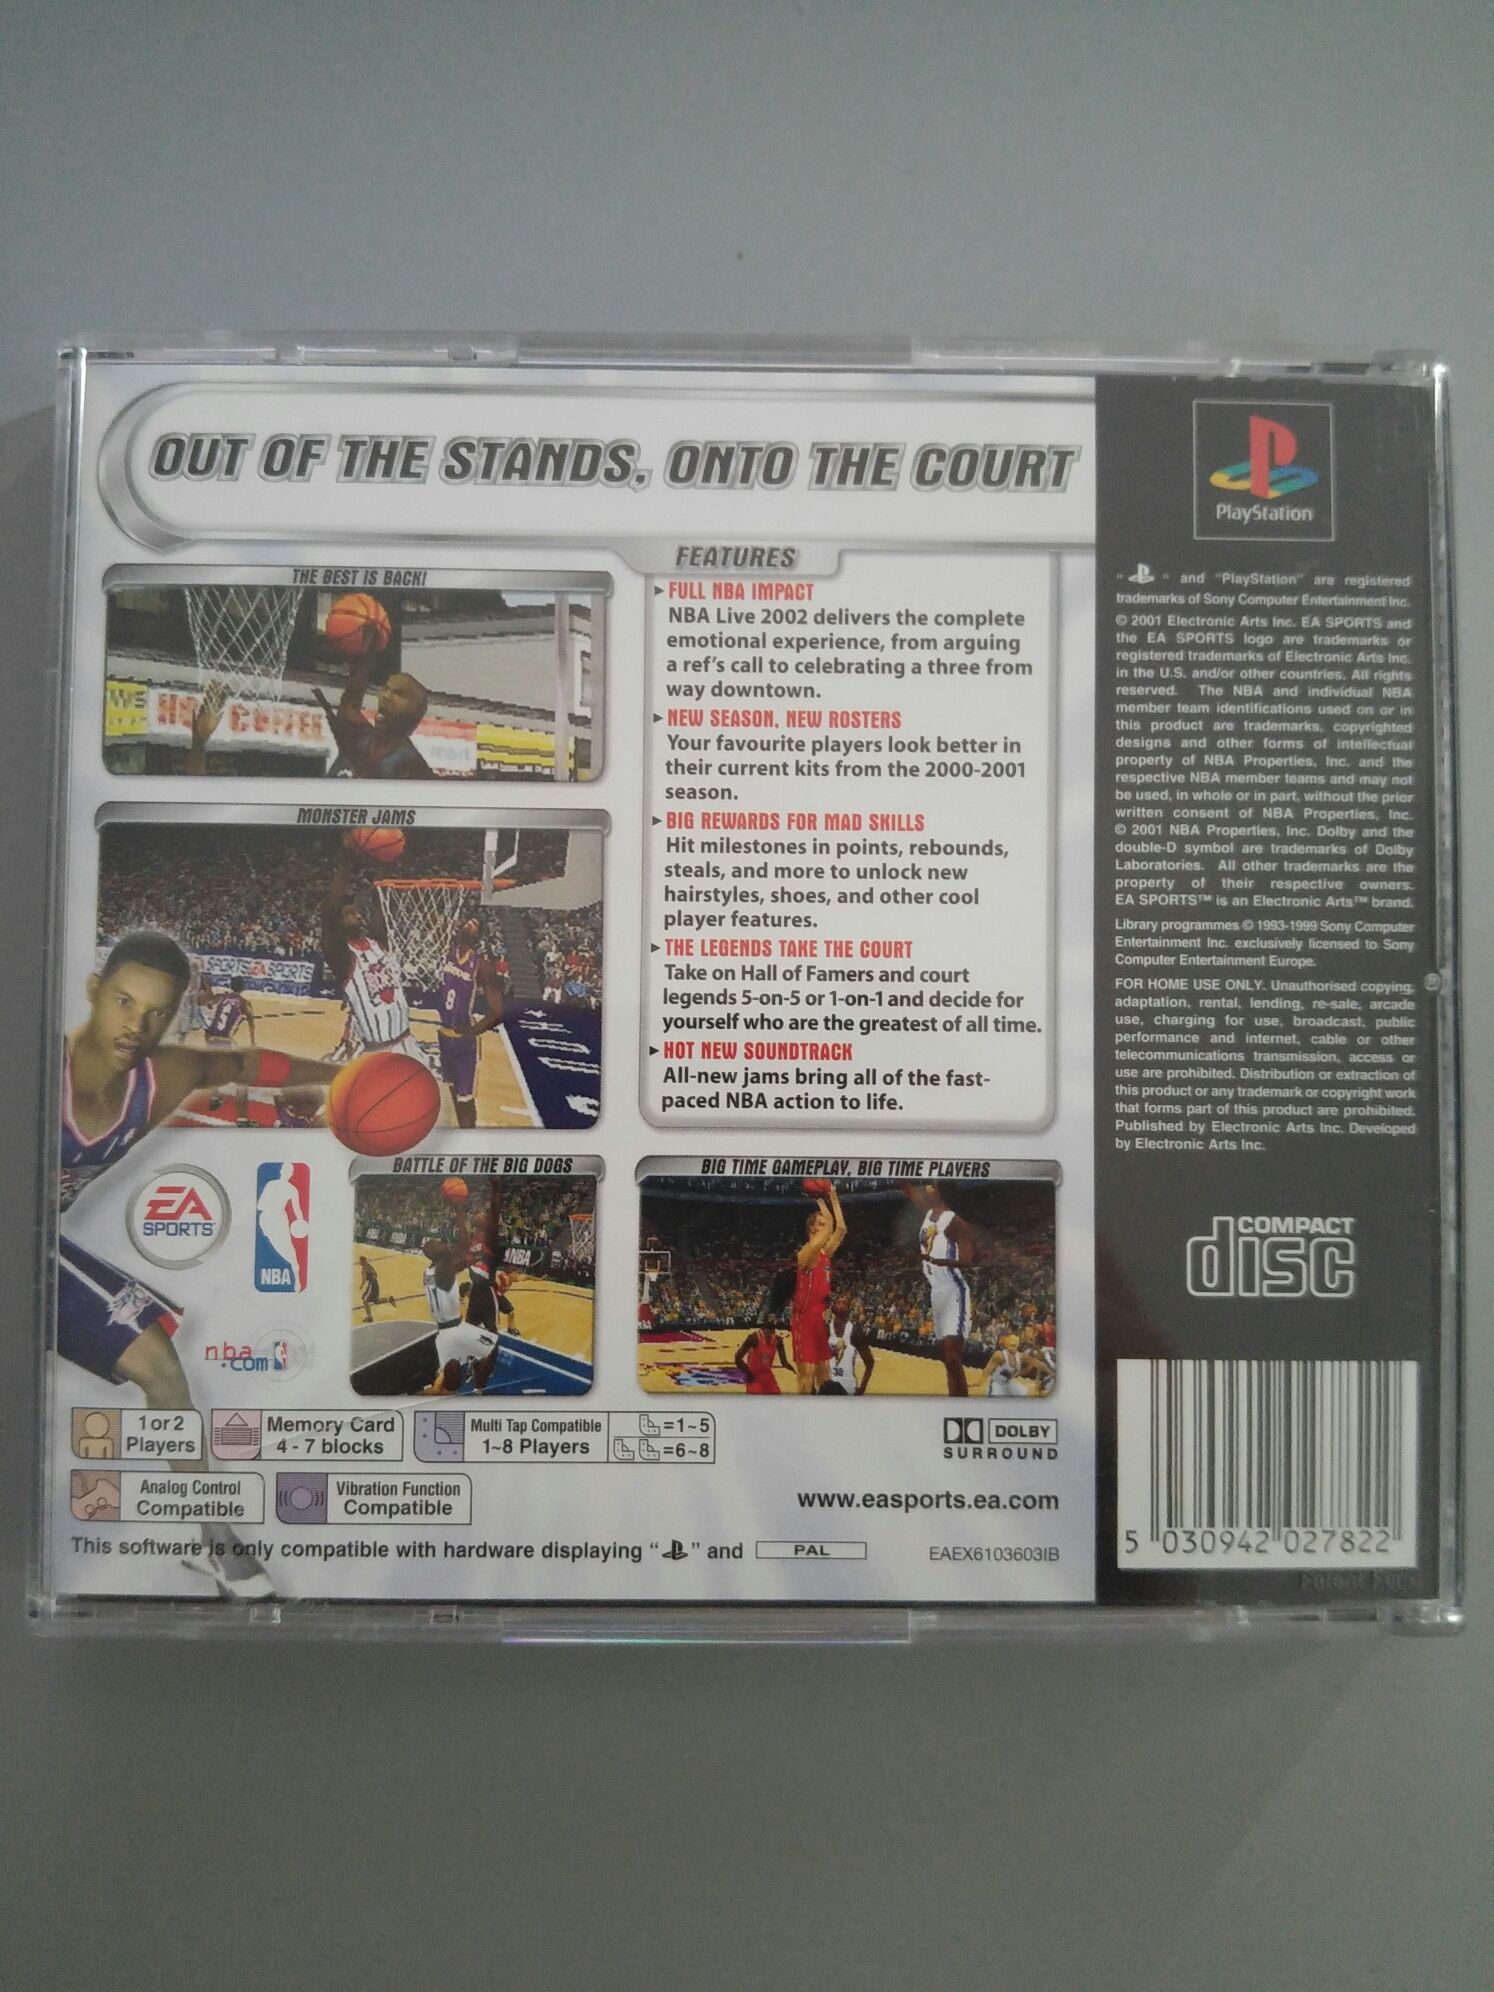 OUT OF THE STANDS, ONTO THE COURT
THE BEST IS BACK!
HOT COFFEE
MONSTER JAMS
SPORTS EA SPORTS
8
5
FEATURES
FULL NBA IMPACT
NBA Live 2002 delivers the complete
emotional experience, from arguing
a ref's call to celebrating a three from
way downtown.
NEW SEASON, NEW ROSTERS
Your favourite players look better in
their current kits from the 2000-2001
season.
BIG REWARDS FOR MAD SKILLS
Hit milestones in points, rebounds,
steals, and more to unlock new
hairstyles, shoes, and other cool
player features.
THE LEGENDS TAKE THE COURT
Take on Hall of Famers and court
legends 5-on-5 or 1-on-1 and decide for
yourself who are the greatest of all time.
HOT NEW SOUNDTRACK
All-new jams bring all of the fast-
paced NBA action to life.
BATTLE OF THE BIG DOGS
NBA
BIG TIME GAMEPLAY, BIG TIME PLAYERS
EA
SPORTS
NBA
nba
.com
1 or 2
Players
Memory Card
4 - 7 blocks
Multi Tap Compatible
1~8 Players
=1~5
=6~8
Analog Control
Compatible
Vibration Function
Compatible
DOLBY
SURROUND
www.easports.ea.com
This software is only compatible with hardware displaying " " and PAL
EAEX6103603IB
PlayStation
" " and "PlayStation" are registered
trademarks of Sony Computer Entertainment Inc.
© 2001 Electronic Arts Inc. EA SPORTS and
the EA SPORTS logo are trademarks or
registered trademarks of Electronic Arts Inc.
in the U.S. and/or other countries. All rights
reserved. The NBA and individual NBA
member team identifications used on or in
this product are trademarks, copyrighted
designs and other forms of intellectual
property of NBA Properties, Inc. and the
respective NBA member teams and may not
be used, in whole or in part, without the prior
written consent of NBA Properties, Inc.
© 2001 NBA Properties, Inc. Dolby and the
double-D symbol are trademarks of Dolby
Laboratories. All other trademarks are the
property of their respective owners.
EA SPORTS™ is an Electronic Arts™ brand.
Library programmes © 1993-1999 Sony Computer
Entertainment Inc. exclusively licensed to Sony
Computer Entertainment Europe.
FOR HOME USE ONLY. Unauthorised copying,
adaptation, rental, lending, re-sale, arcade
use, charging for use, broadcast, public
performance and internet, cable or other
telecommunications transmission, access or
use are prohibited. Distribution or extraction of
this product or any trademark or copyright work
that forms part of this product are prohibited.
Published by Electronic Arts Inc. Developed
by Electronic Arts Inc.
COMPACT
disc
5 030942 027822